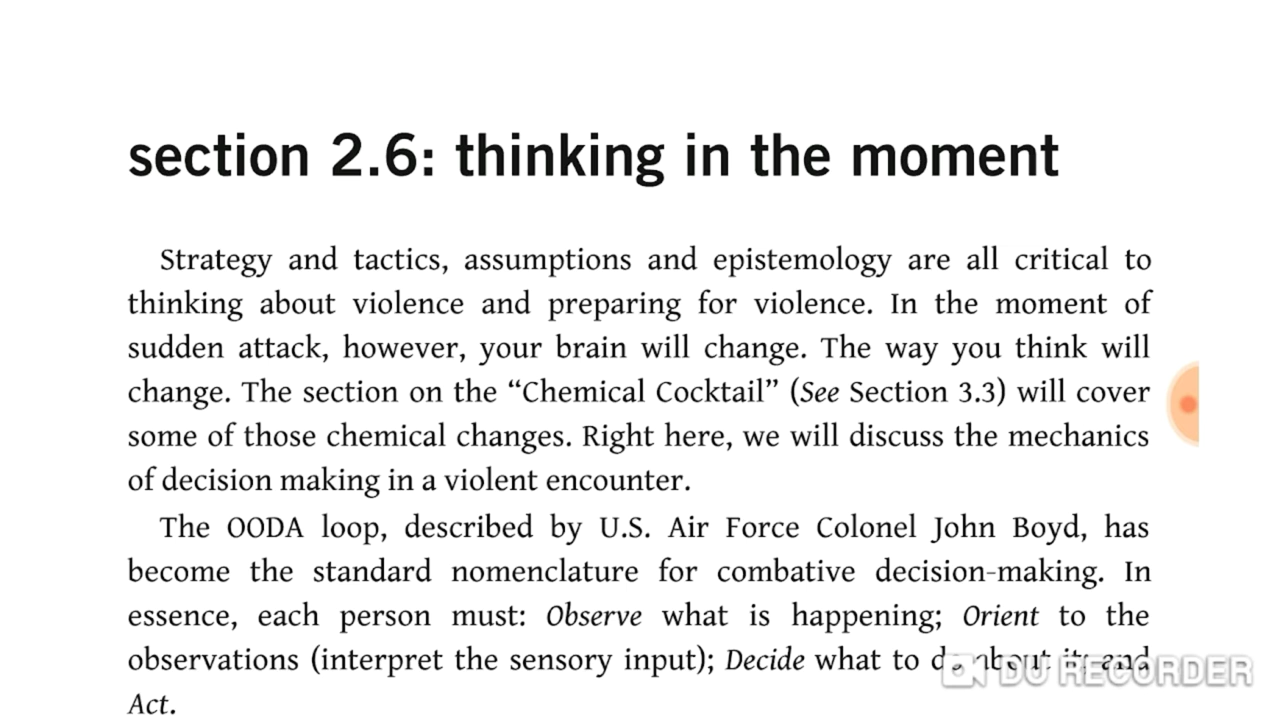 section 2.6: thinking in the moment
Strategy and tactics, assumptions and epistemology are all critical to
thinking about violence and preparing for violence. In the moment of
sudden attack, however, your brain will change. The way you think will
change. The section on the “Chemical Cocktail” (See Section 3.3) will cover
some of those chemical changes. Right here, we will discuss the mechanics
of decision making in a violent encounter.
The OODA loop, described by U.S. Air Force Colonel John Boyd, has
become the standard nomenclature for combative decision-making. In
essence, each person must: Observe what is happening; Orient to the
observations (interpret the sensory input); Decide what to do about it; and
Act.
DU RECORDER